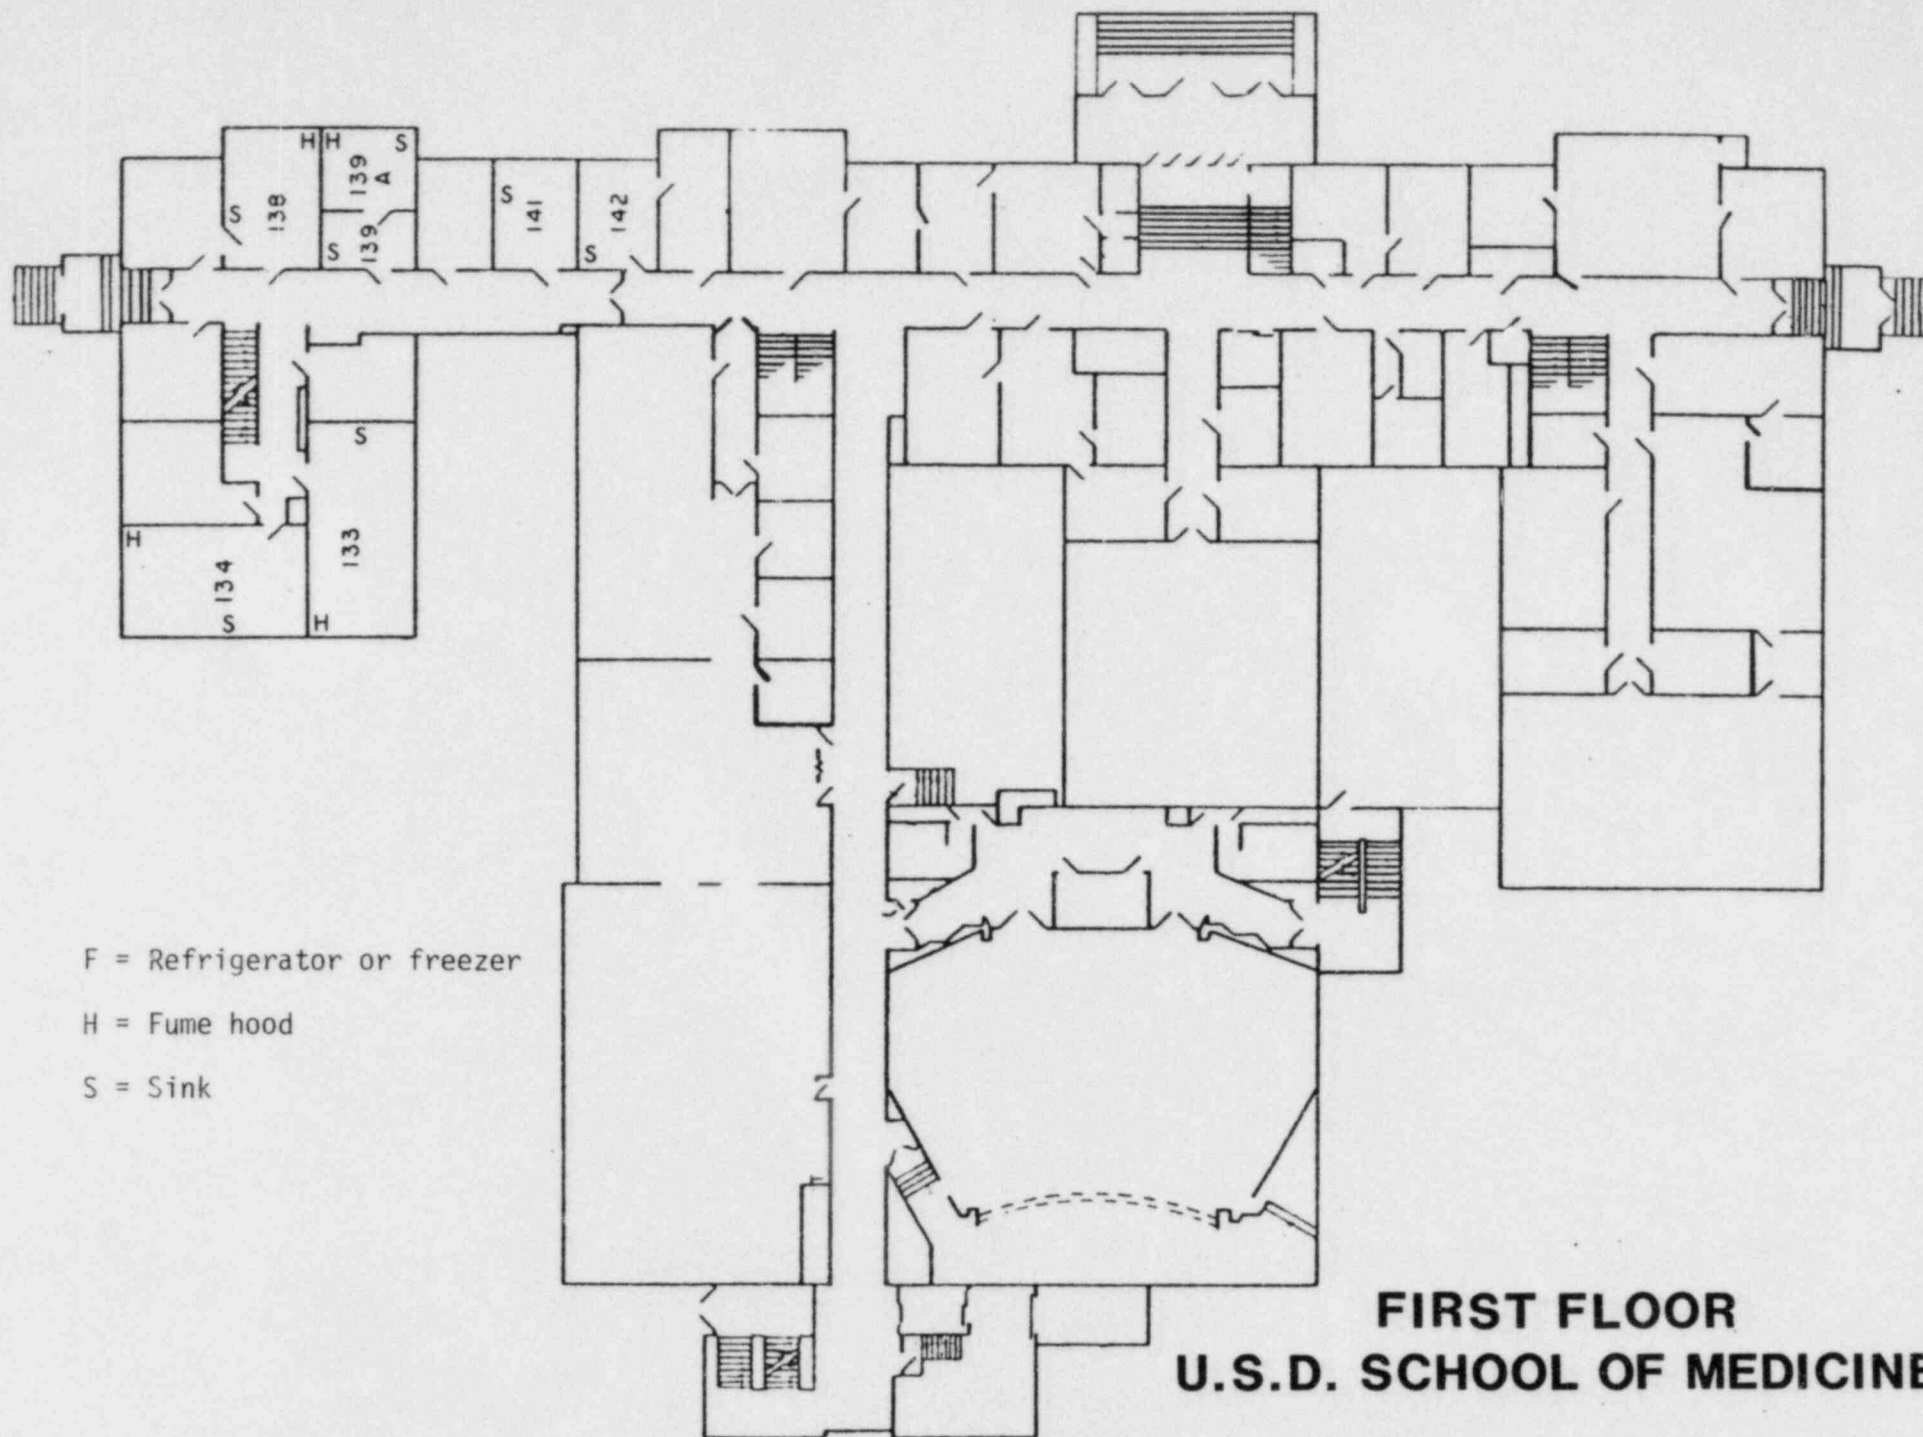 H H S
139
A
138
S
S
139
S
141
142
S
S
133
H
134
S
H
F = Refrigerator or freezer
H = Fume hood
S = Sink
FIRST FLOOR
U.S.D. SCHOOL OF MEDICINE